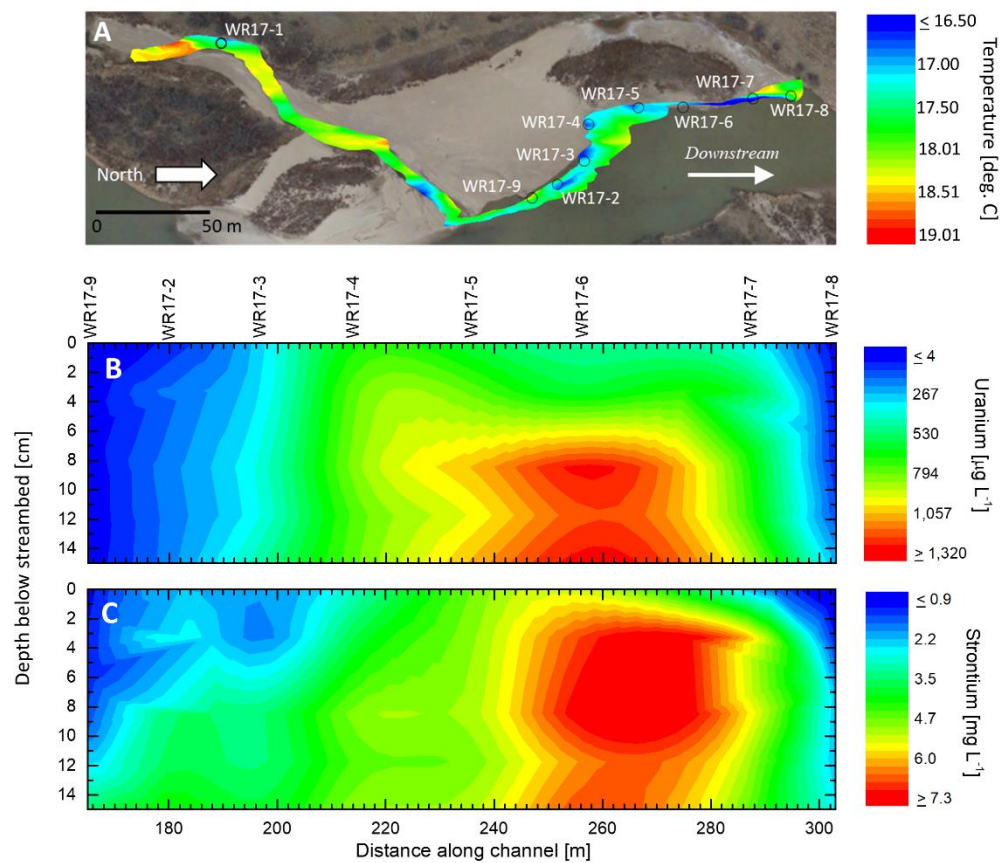 A
WR17-1
WR17-7
WR17-5
WR17-8
WR17-4
WR17-6
WR17-3
Downstream
North
WR17-9
WR17-2
0 50 m
≤ 16.50
17.00
17.50
18.01
18.51
19.01
Temperature [deg. C]
WR17-9
WR17-2
WR17-3
WR17-4
WR17-5
WR17-6
WR17-7
WR17-8
B
0
2
4
6
8
10
12
14
≤ 4
267
530
794
1,057
≥ 1,320
Uranium [µg L⁻¹]
Depth below streambed [cm]
C
0
2
4
6
8
10
12
14
≤ 0.9
2.2
3.5
4.7
6.0
≥ 7.3
Strontium [mg L⁻¹]
180 200 220 240 260 280 300
Distance along channel [m]